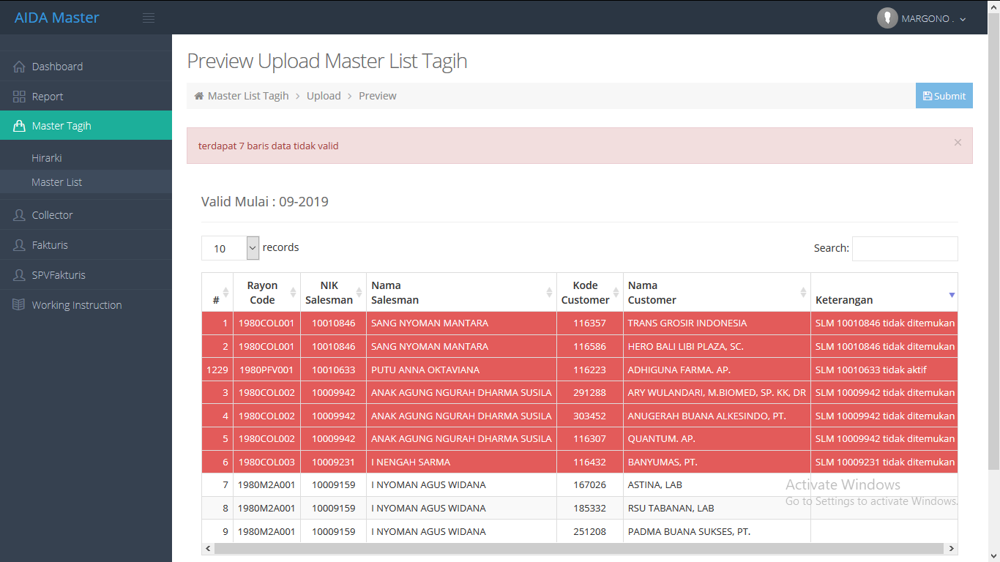 AIDA Master
MARGONO .
Dashboard
Report
Master Tagih
Hirarki
Master List
Collector
Fakturis
SPVFakturis
Working Instruction
Preview Upload Master List Tagih
Master List Tagih > Upload > Preview
Submit
terdapat 7 baris data tidak valid
×
Valid Mulai : 09-2019
10 records
Search:
# Rayon Code NIK Salesman Nama Salesman Kode Customer Nama Customer Keterangan
1 1980COL001 10010846 SANG NYOMAN MANTARA 116357 TRANS GROSIR INDONESIA SLM 10010846 tidak ditemukan
2 1980COL001 10010846 SANG NYOMAN MANTARA 116586 HERO BALI LIBI PLAZA, SC. SLM 10010846 tidak ditemukan
1229 1980PFV001 10010633 PUTU ANNA OKTAVIANA 116223 ADHIGUNA FARMA. AP. SLM 10010633 tidak aktif
3 1980COL002 10009942 ANAK AGUNG NGURAH DHARMA SUSILA 291288 ARY WULANDARI, M.BIOMED, SP. KK, DR SLM 10009942 tidak ditemukan
4 1980COL002 10009942 ANAK AGUNG NGURAH DHARMA SUSILA 303452 ANUGERAH BUANA ALKESINDO, PT. SLM 10009942 tidak ditemukan
5 1980COL002 10009942 ANAK AGUNG NGURAH DHARMA SUSILA 116307 QUANTUM. AP. SLM 10009942 tidak ditemukan
6 1980COL003 10009231 I NENGAH SARMA 116432 BANYUMAS, PT. SLM 10009231 tidak ditemukan
7 1980M2A001 10009159 I NYOMAN AGUS WIDANA 167026 ASTINA, LAB
8 1980M2A001 10009159 I NYOMAN AGUS WIDANA 185332 RSU TABANAN, LAB
9 1980M2A001 10009159 I NYOMAN AGUS WIDANA 251208 PADMA BUANA SUKSES, PT.
Activate Windows
Go to Settings to activate Windows.